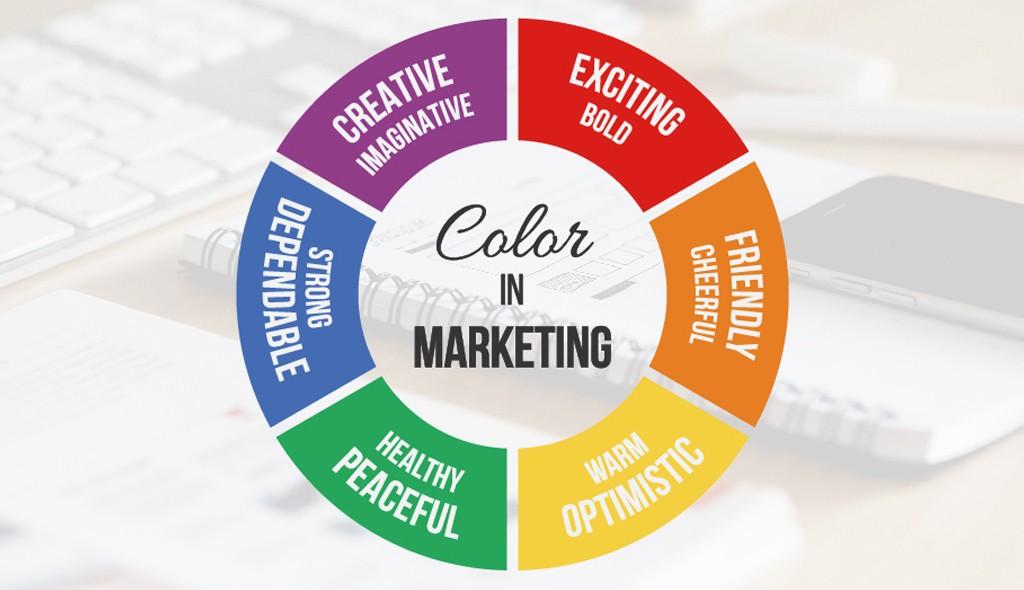 Color
IN
MARKETING
EXCITING
BOLD
FRIENDLY
CHEERFUL
WARM
OPTIMISTIC
HEALTHY
PEACEFUL
STRONG
DEPENDABLE
CREATIVE
IMAGINATIVE